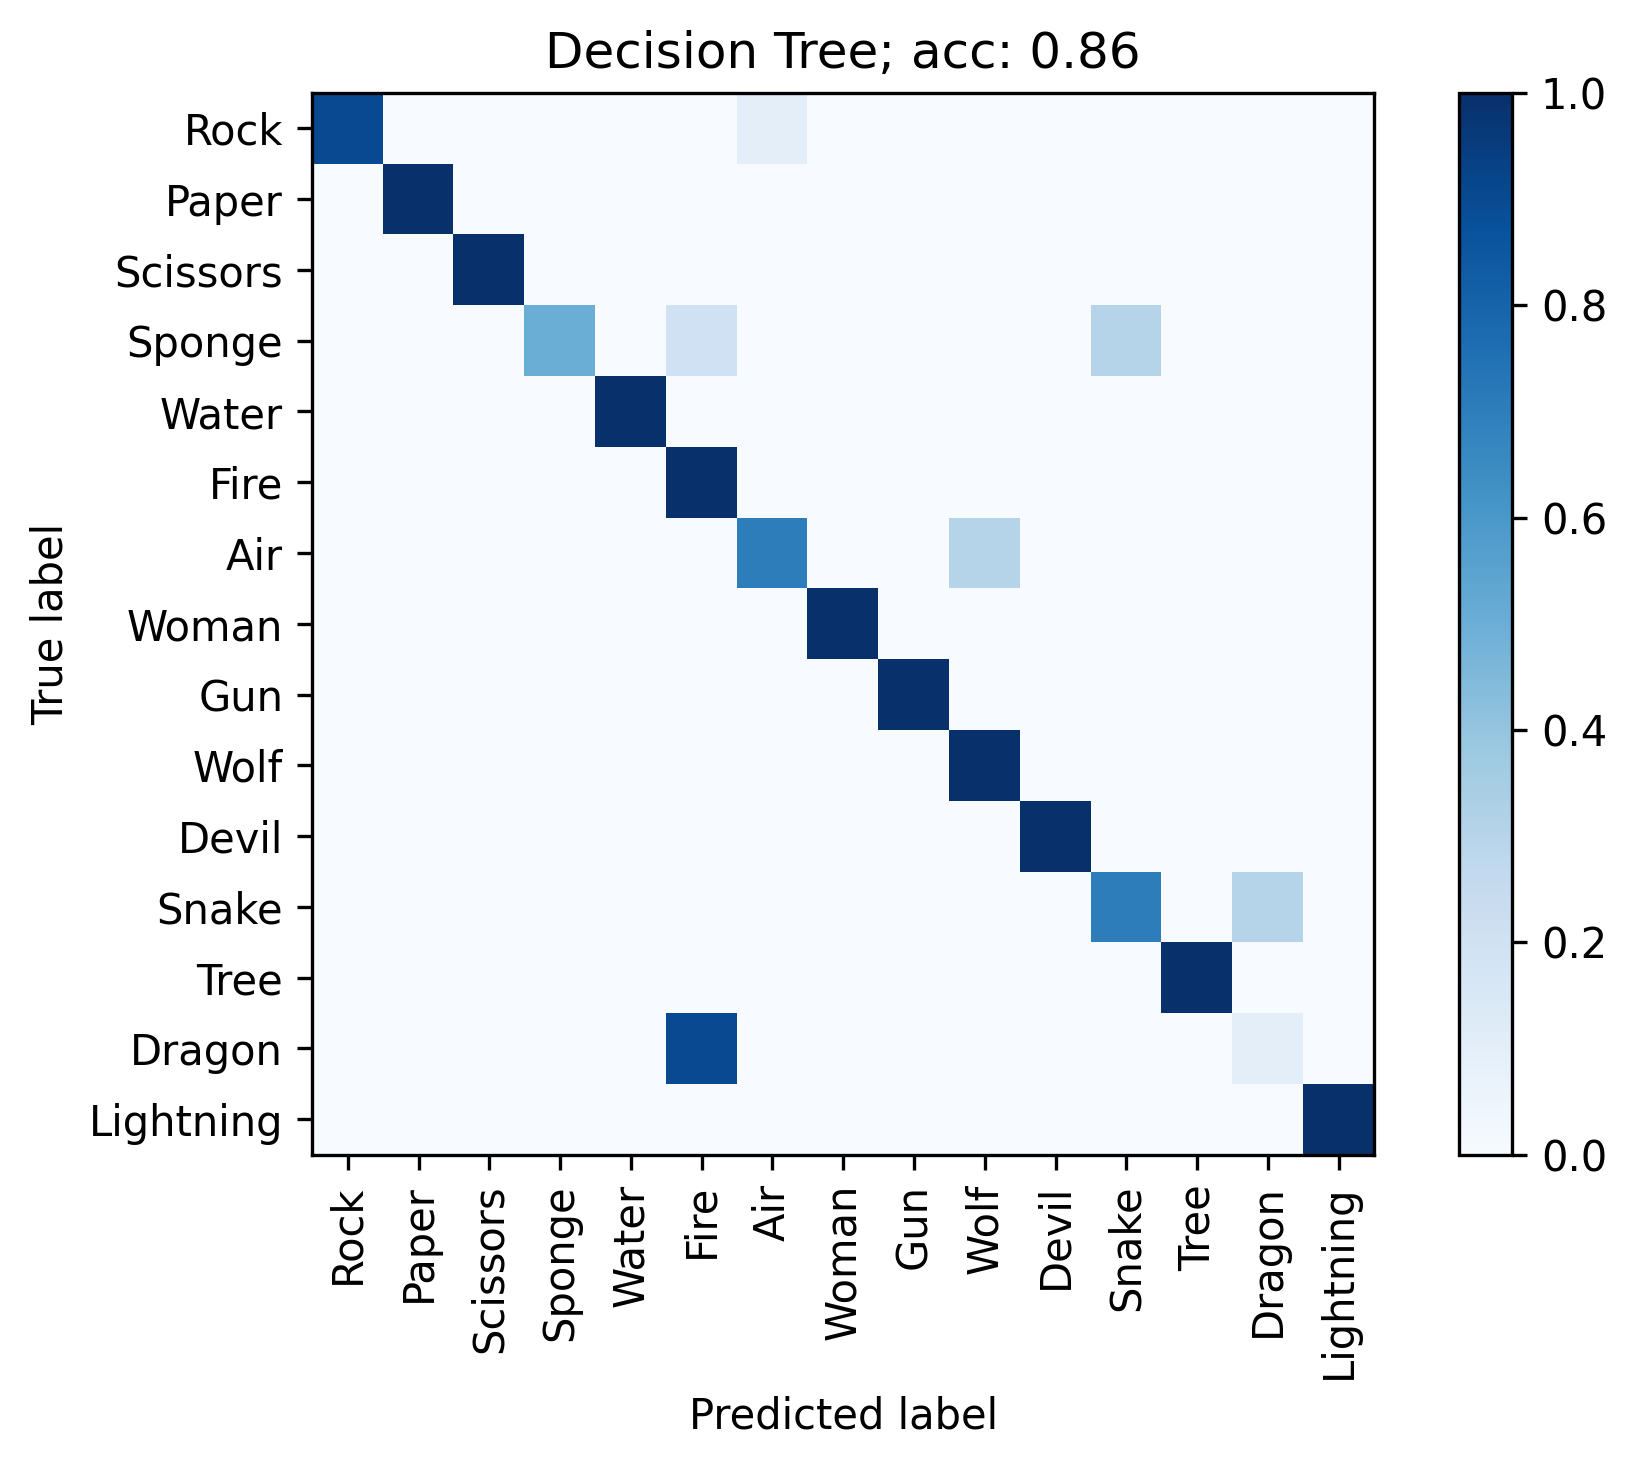 Decision Tree; acc: 0.86
Rock
Paper
Scissors
Sponge
Water
Fire
Air
Woman
Gun
Wolf
Devil
Snake
Tree
Dragon
Lightning
True label
Rock
Paper
Scissors
Sponge
Water
Fire
Air
Woman
Gun
Wolf
Devil
Snake
Tree
Dragon
Lightning
Predicted label
1.0
0.8
0.6
0.4
0.2
0.0